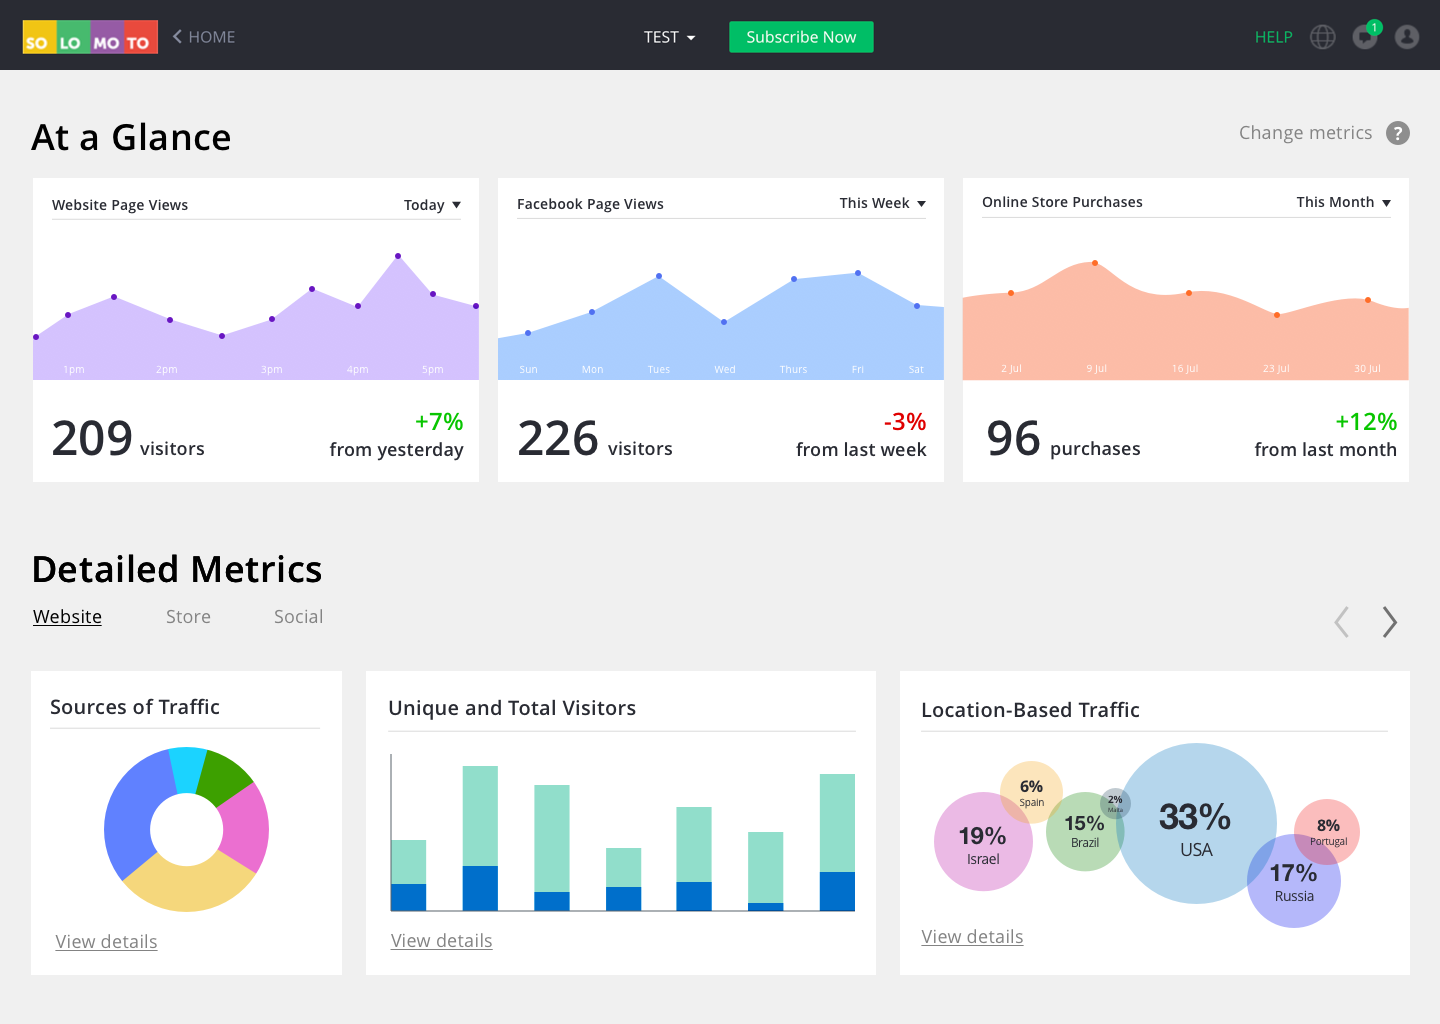 SO LO MO TO
HOME
TEST
Subscribe Now
HELP
1
At a Glance
Change metrics ?
Website Page Views
Today
1pm 2pm 3pm 4pm 5pm
209 visitors
+7%
from yesterday
Facebook Page Views
This Week
Sun Mon Tues Wed Thurs Fri Sat
226 visitors
-3%
from last week
Online Store Purchases
This Month
2 Jul 9 Jul 16 Jul 23 Jul 30 Jul
96 purchases
+12%
from last month
Detailed Metrics
Website Store Social
Sources of Traffic
View details
Unique and Total Visitors
View details
Location-Based Traffic
19%
Israel
6%
Spain
15%
Brazil
2%
Malta
33%
USA
8%
Portugal
17%
Russia
View details